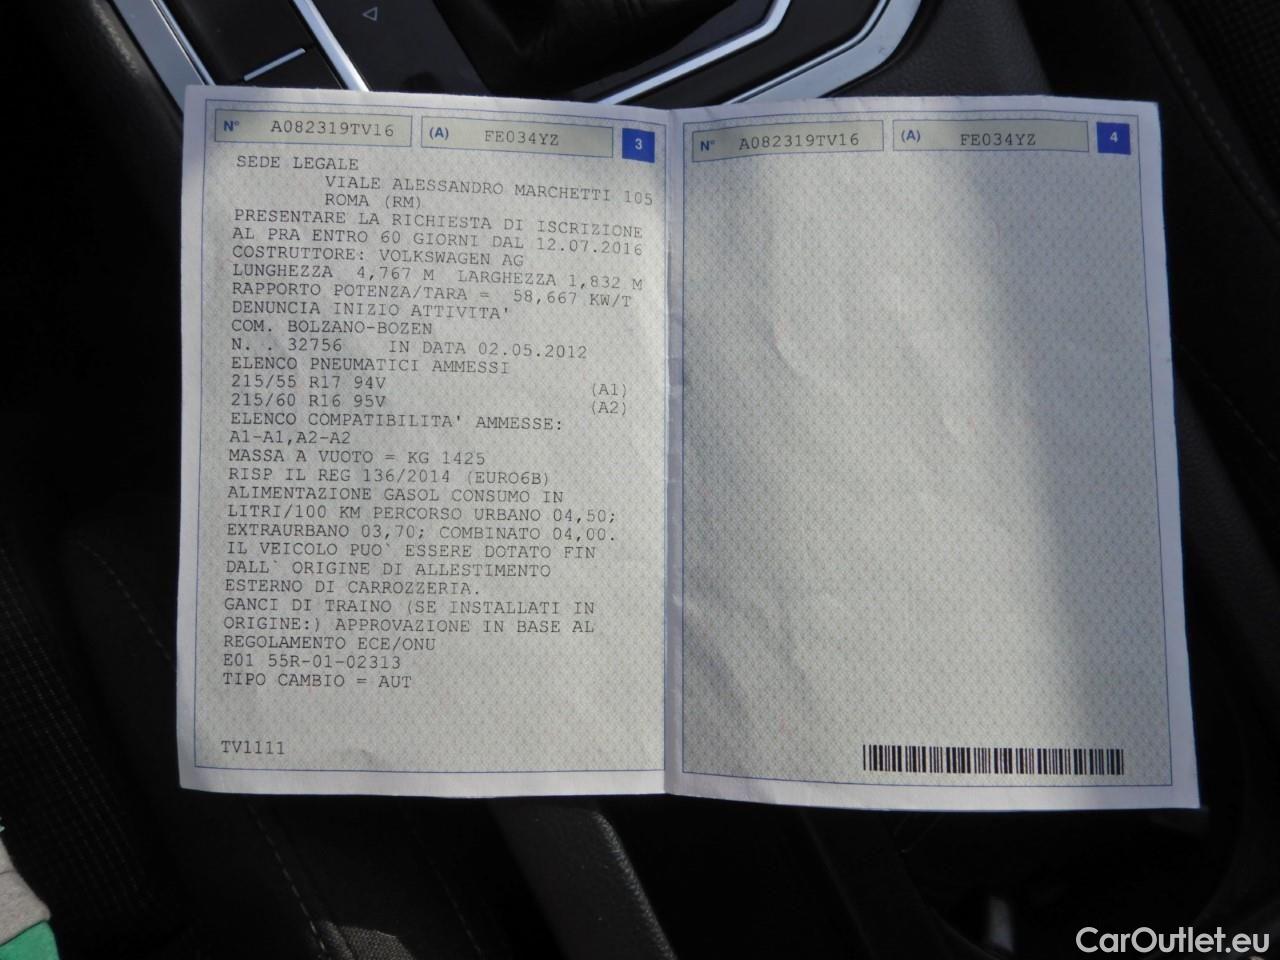 N° A082319TV16 (A) FE034YZ 3
SEDE LEGALE
VIALE ALESSANDRO MARCHETTI 105
ROMA (RM)
PRESENTARE LA RICHIESTA DI ISCRIZIONE
AL PRA ENTRO 60 GIORNI DAL 12.07.2016
COSTRUTTORE: VOLKSWAGEN AG
LUNGHEZZA 4,767 M LARGHEZZA 1,832 M
RAPPORTO POTENZA/TARA = 58,667 KW/T
DENUNCIA INIZIO ATTIVITA'
COM. BOLZANO-BOZEN
N. . 32756 IN DATA 02.05.2012
ELENCO PNEUMATICI AMMESSI
215/55 R17 94V (A1)
215/60 R16 95V (A2)
ELENCO COMPATIBILITA' AMMESSE:
A1-A1,A2-A2
MASSA A VUOTO = KG 1425
RISP IL REG 136/2014 (EURO6B)
ALIMENTAZIONE GASOL CONSUMO IN
LITRI/100 KM PERCORSO URBANO 04,50;
EXTRAURBANO 03,70; COMBINATO 04,00.
IL VEICOLO PUO` ESSERE DOTATO FIN
DALL` ORIGINE DI ALLESTIMENTO
ESTERNO DI CARROZZERIA.
GANCI DI TRAINO (SE INSTALLATI IN
ORIGINE:) APPROVAZIONE IN BASE AL
REGOLAMENTO ECE/ONU
E01 55R-01-02313
TIPO CAMBIO = AUT
TV1111
N° A082319TV16 (A) FE034YZ 4
CarOutlet.eu